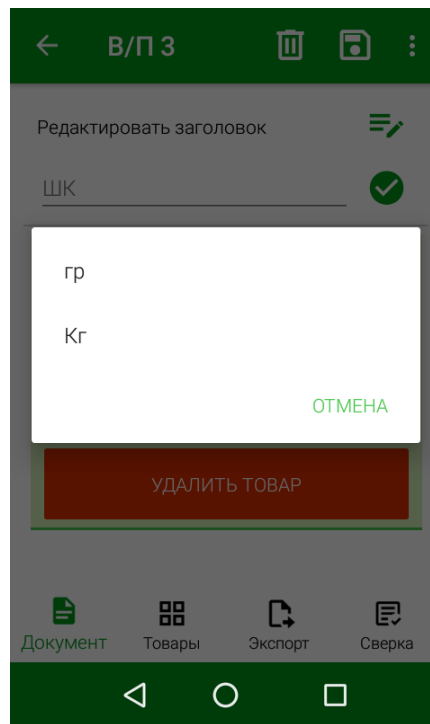 В/П 3
Редактировать заголовок
ШК
гр
Кг
ОТМЕНА
УДАЛИТЬ ТОВАР
Документ Товары Экспорт Сверка